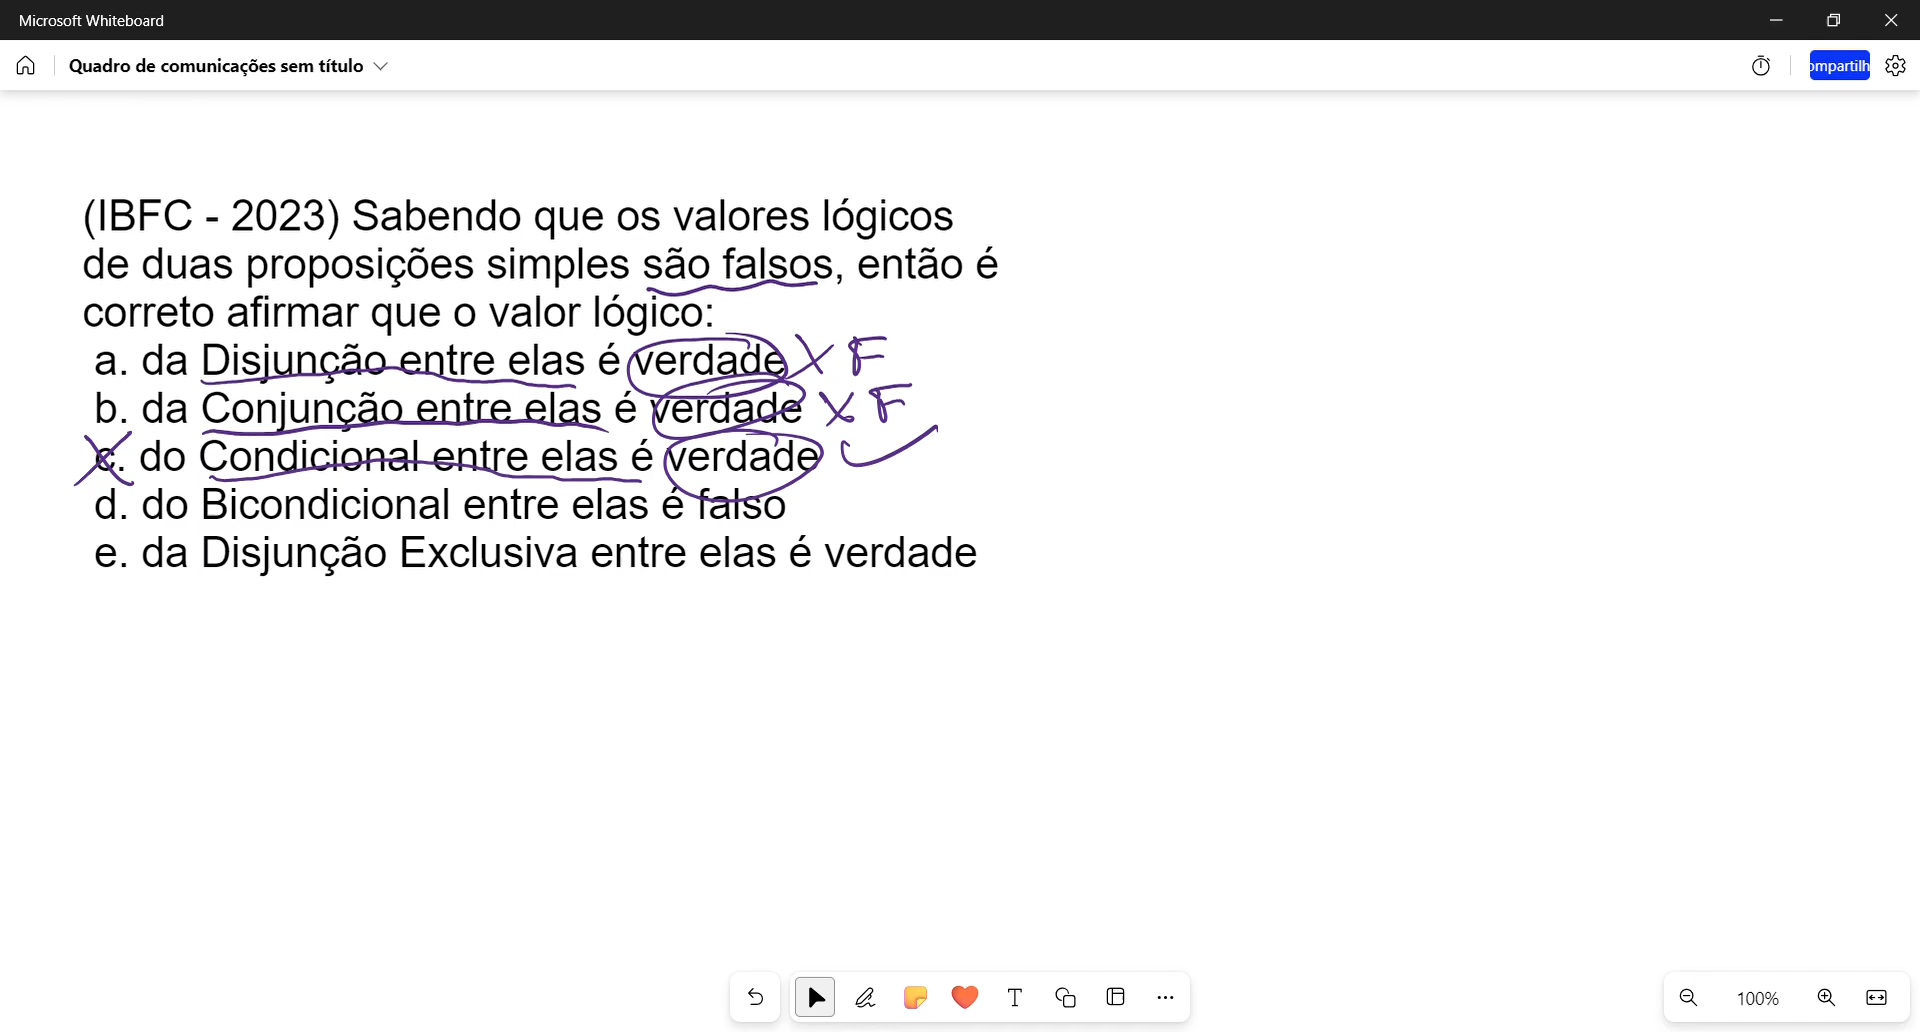 Microsoft Whiteboard
Quadro de comunicações sem título
ompartilh
(IBFC - 2023) Sabendo que os valores lógicos
de duas proposições simples são falsos, então é
correto afirmar que o valor lógico:
a. da Disjunção entre elas é verdade X F
b. da Conjunção entre elas é verdade X F
c. do Condicional entre elas é verdade
d. do Bicondicional entre elas é falso
e. da Disjunção Exclusiva entre elas é verdade
100%